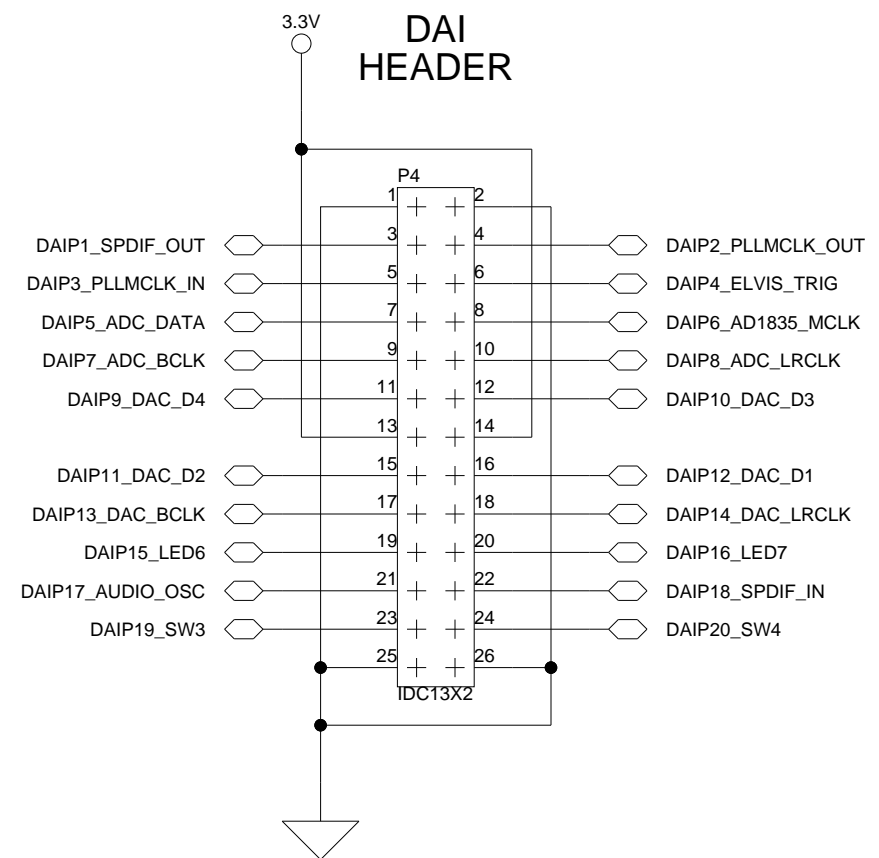 3.3V
DAI
HEADER
P4
1 2
DAIP1_SPDIF_OUT 3 4 DAIP2_PLLMCLK_OUT
DAIP3_PLLMCLK_IN 5 6 DAIP4_ELVIS_TRIG
DAIP5_ADC_DATA 7 8 DAIP6_AD1835_MCLK
DAIP7_ADC_BCLK 9 10 DAIP8_ADC_LRCLK
DAIP9_DAC_D4 11 12 DAIP10_DAC_D3
13 14
DAIP11_DAC_D2 15 16 DAIP12_DAC_D1
DAIP13_DAC_BCLK 17 18 DAIP14_DAC_LRCLK
DAIP15_LED6 19 20 DAIP16_LED7
DAIP17_AUDIO_OSC 21 22 DAIP18_SPDIF_IN
DAIP19_SW3 23 24 DAIP20_SW4
25 26
IDC13X2